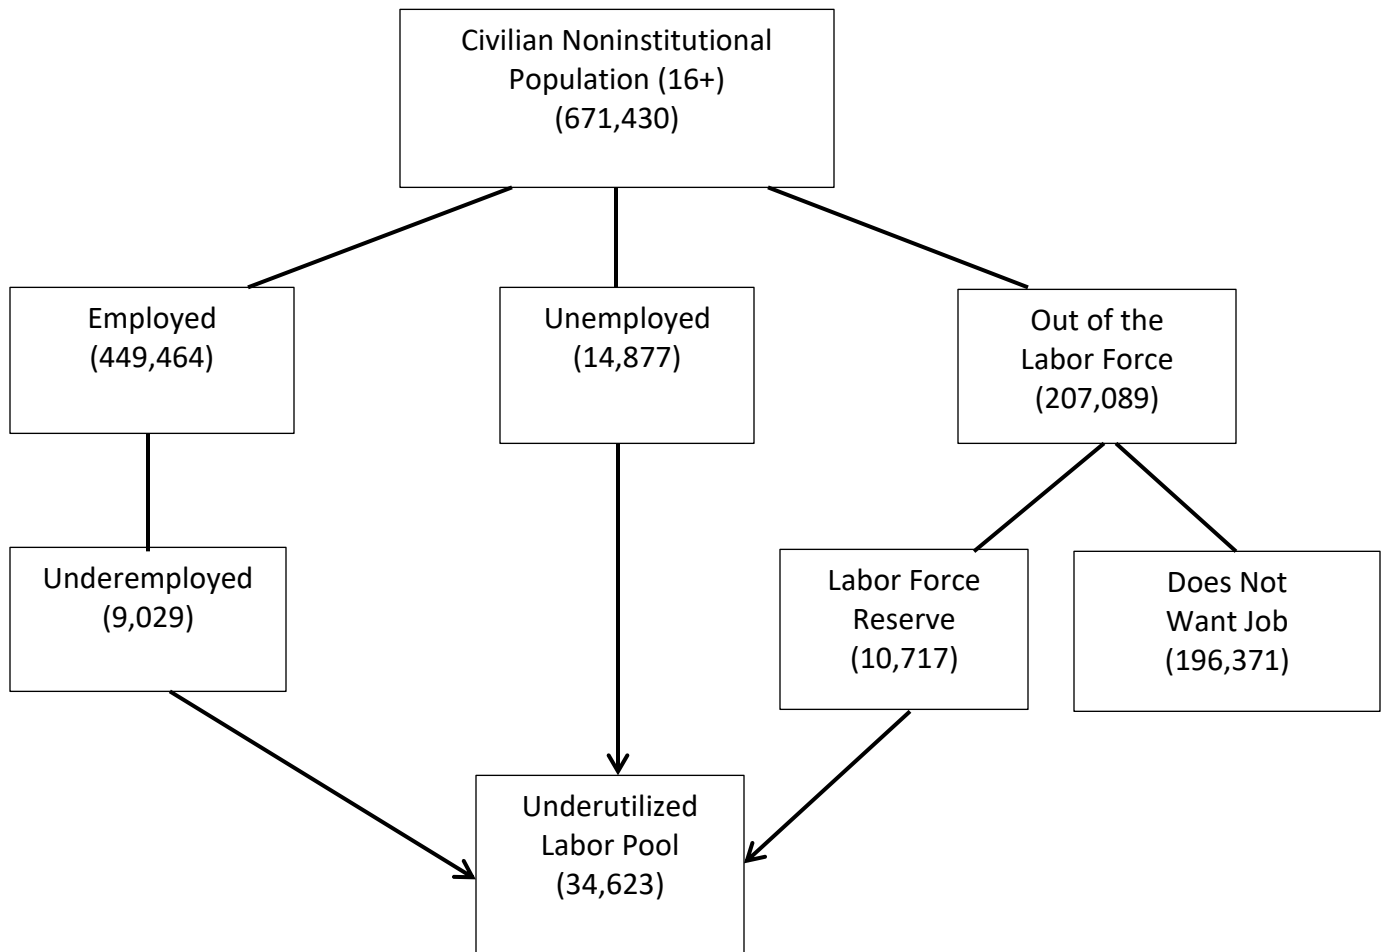 Civilian Noninstitutional
Population (16+)
(671,430)
Employed
(449,464)
Unemployed
(14,877)
Out of the
Labor Force
(207,089)
Underemployed
(9,029)
Labor Force
Reserve
(10,717)
Does Not
Want Job
(196,371)
Underutilized
Labor Pool
(34,623)